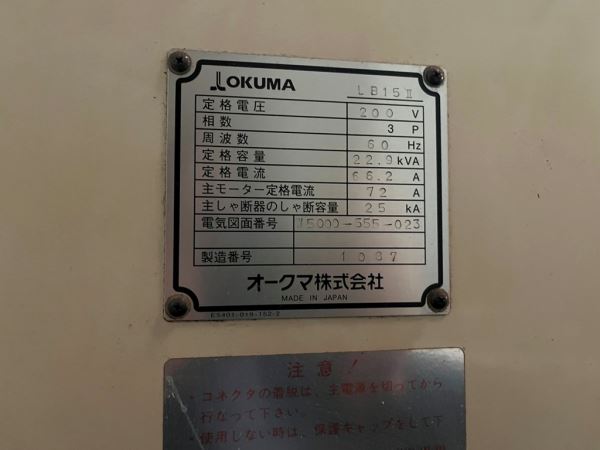 OKUMA LB15II
定格電圧 200 V
相数 3 P
周波数 60 Hz
定格容量 22.9 kVA
定格電流 66.2 A
主モーター定格電流 72 A
主しゃ断器のしゃ断容量 25 kA
電気図面番号 Y5000-555-023
製造番号 1087
オークマ株式会社
MADE IN JAPAN
E5401-019-152-2
注意!
・コネクタの着脱は、主電源を切ってから
行なって下さい。
・使用しない時は、保護キャップをして下